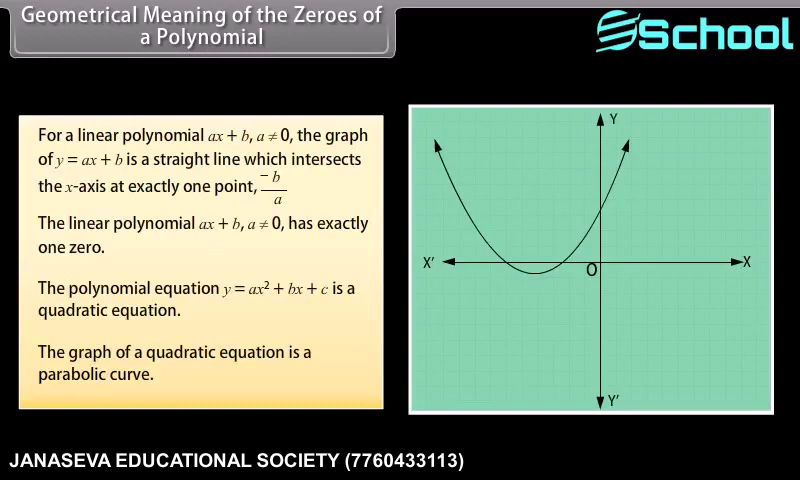 Geometrical Meaning of the Zeroes of
a Polynomial
School
For a linear polynomial ax + b, a ≠ 0, the graph
of y = ax + b is a straight line which intersects
the x-axis at exactly one point, −b/a
The linear polynomial ax + b, a ≠ 0, has exactly
one zero.
The polynomial equation y = ax² + bx + c is a
quadratic equation.
The graph of a quadratic equation is a
parabolic curve.
Y
X′
O
X
Y′
JANASEVA EDUCATIONAL SOCIETY (7760433113)